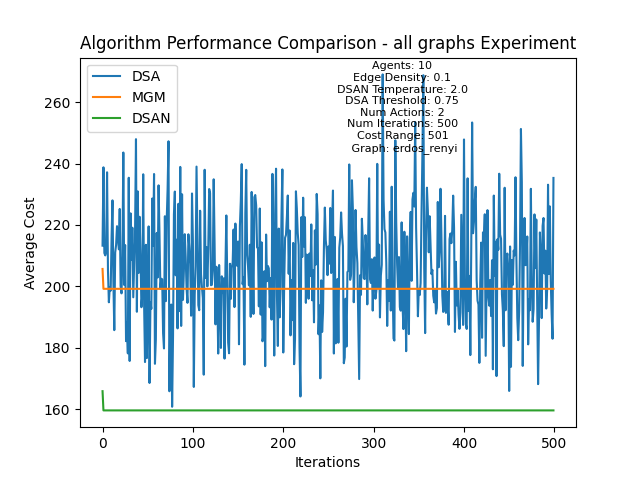 Algorithm Performance Comparison - all graphs Experiment
DSA
MGM
DSAN
Agents: 10
Edge Density: 0.1
DSAN Temperature: 2.0
DSA Threshold: 0.75
Num Actions: 2
Num Iterations: 500
Cost Range: 501
Graph: erdos_renyi
Average Cost
260
240
220
200
180
160
0
100
200
300
400
500
Iterations